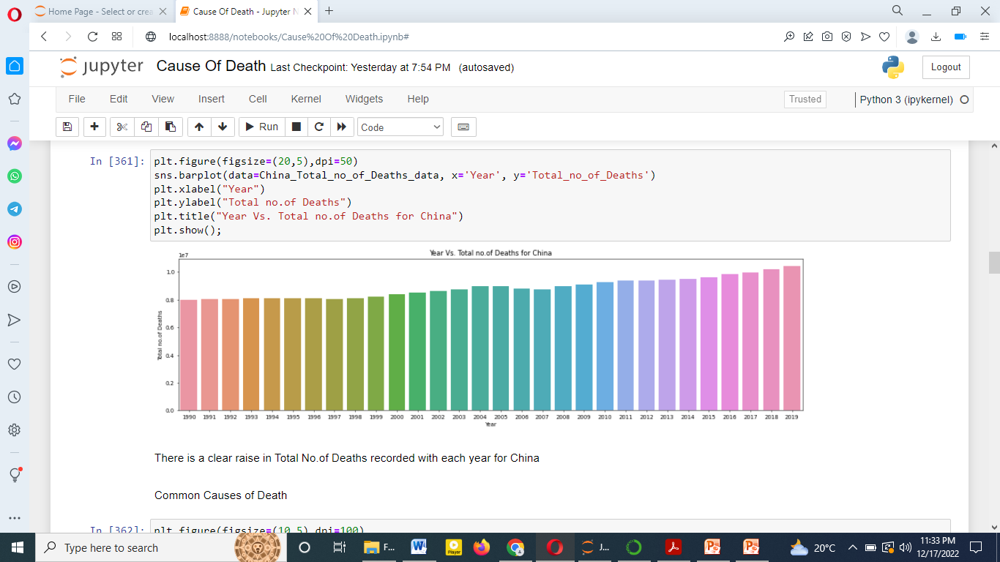 Home Page - Select or crea
Cause Of Death - Jupyter N
localhost:8888/notebooks/Cause%20Of%20Death.ipynb#
jupyter Cause Of Death Last Checkpoint: Yesterday at 7:54 PM (autosaved)
Logout
File Edit View Insert Cell Kernel Widgets Help
Trusted
Python 3 (ipykernel)
Run
Code
In [361]:
plt.figure(figsize=(20,5),dpi=50)
sns.barplot(data=China_Total_no_of_Deaths_data, x='Year', y='Total_no_of_Deaths')
plt.xlabel("Year")
plt.ylabel("Total no.of Deaths")
plt.title("Year Vs. Total no.of Deaths for China")
plt.show();
1e7
Year Vs. Total no.of Deaths for China
1.0
0.8
0.6
0.4
0.2
0.0
Total no.of Deaths
1990 1991 1992 1993 1994 1995 1996 1997 1998 1999 2000 2001 2002 2003 2004 2005 2006 2007 2008 2009 2010 2011 2012 2013 2014 2015 2016 2017 2018 2019
Year
There is a clear raise in Total No.of Deaths recorded with each year for China
Common Causes of Death
In [362]:
plt.figure(figsize=(10,5),dpi=100)
Type here to search
F...
Player
J...
20°C
11:33 PM
12/17/2022